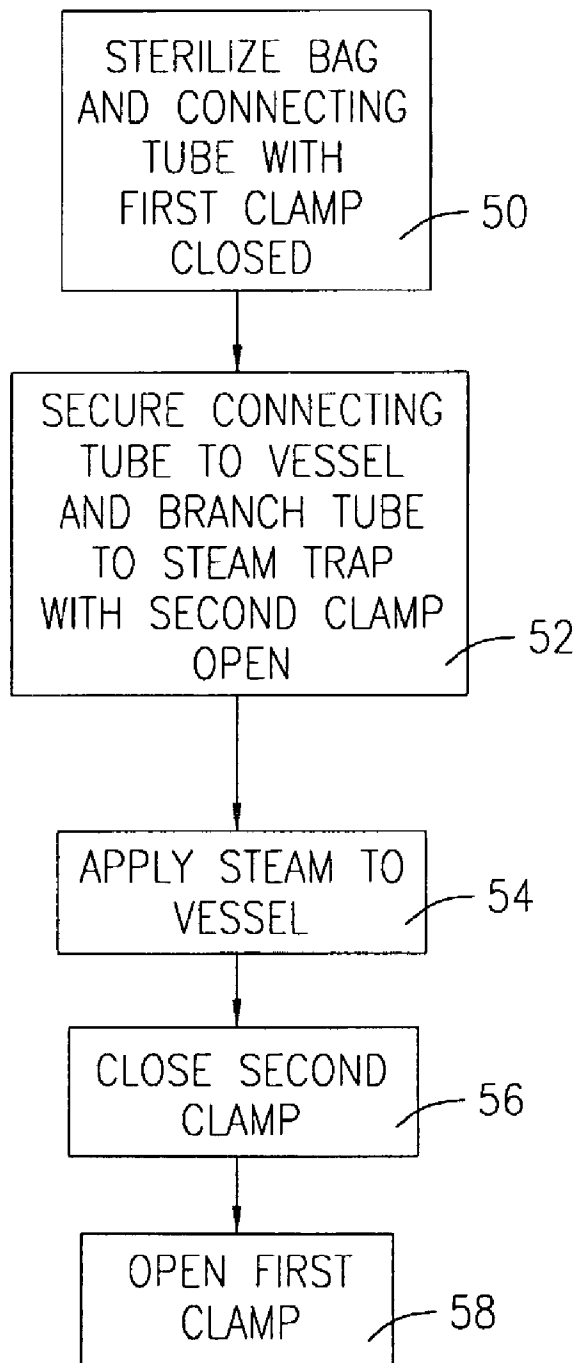 STERILIZE BAG
AND CONNECTING
TUBE WITH
FIRST CLAMP
CLOSED
50
SECURE CONNECTING
TUBE TO VESSEL
AND BRANCH TUBE
TO STEAM TRAP
WITH SECOND CLAMP
OPEN
52
APPLY STEAM TO
VESSEL
54
CLOSE SECOND
CLAMP
56
OPEN FIRST
CLAMP
58